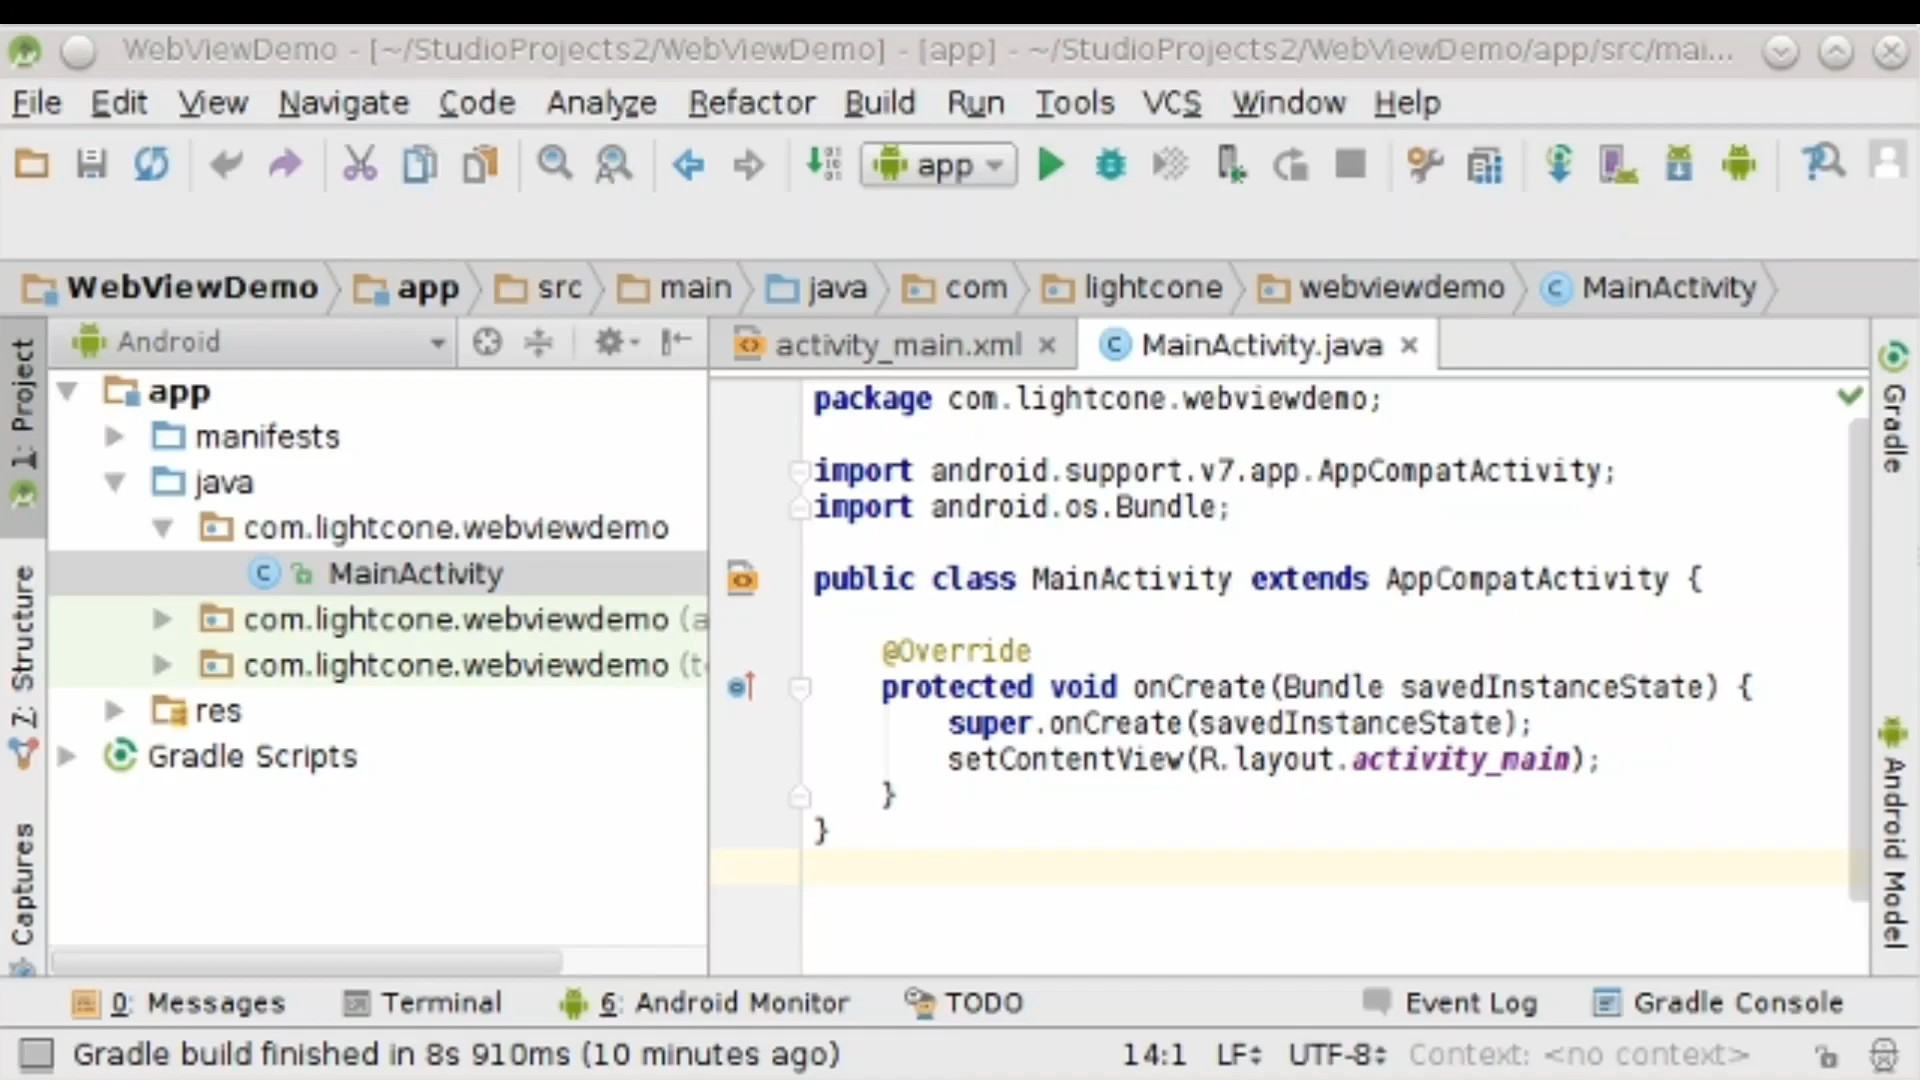 WebViewDemo - [~/StudioProjects2/WebViewDemo] - [app] - ~/StudioProjects2/WebViewDemo/app/src/mai...
File Edit View Navigate Code Analyze Refactor Build Run Tools VCS Window Help
app
WebViewDemo app src main java com lightcone webviewdemo MainActivity
1: Project
7: Structure
Captures
Android
app
manifests
java
com.lightcone.webviewdemo
MainActivity
com.lightcone.webviewdemo (a
com.lightcone.webviewdemo (t
res
Gradle Scripts
activity_main.xml
MainActivity.java
package com.lightcone.webviewdemo;
import android.support.v7.app.AppCompatActivity;
import android.os.Bundle;
public class MainActivity extends AppCompatActivity {
@Override
protected void onCreate(Bundle savedInstanceState) {
super.onCreate(savedInstanceState);
setContentView(R.layout.activity_main);
}
}
Gradle
Android Model
0: Messages Terminal 6: Android Monitor TODO Event Log Gradle Console
Gradle build finished in 8s 910ms (10 minutes ago) 14:1 LF UTF-8 Context: <no context>